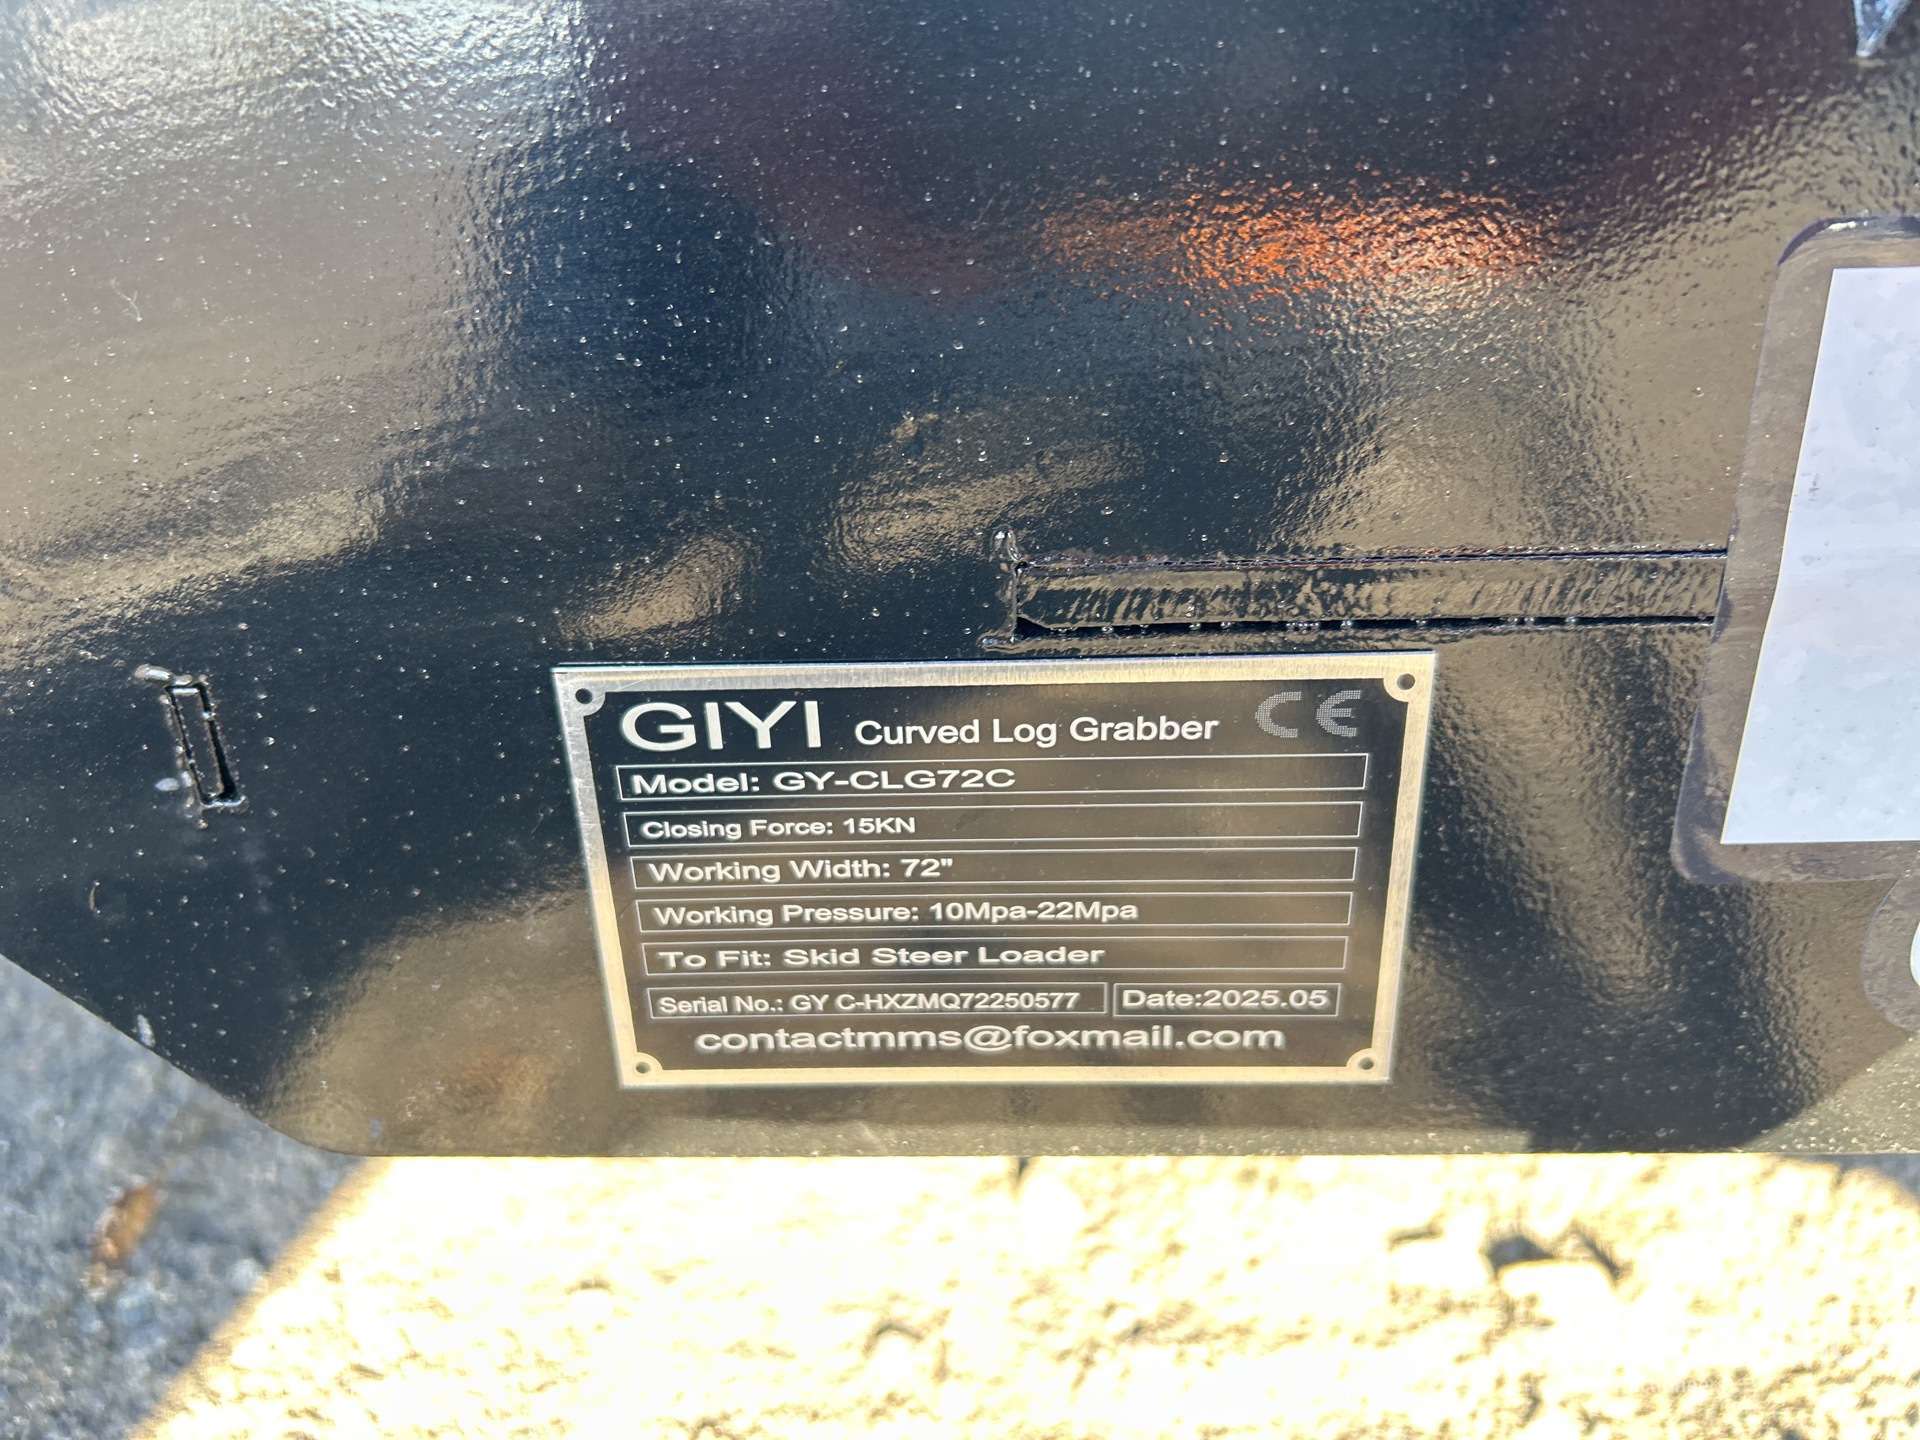 GIYI Curved Log Grabber CE
Model: GY-CLG72C
Closing Force: 15KN
Working Width: 72"
Working Pressure: 10Mpa-22Mpa
To Fit: Skid Steer Loader
Serial No.: GY C-HXZMQ72250577 Date:2025.05
contactmms@foxmail.com